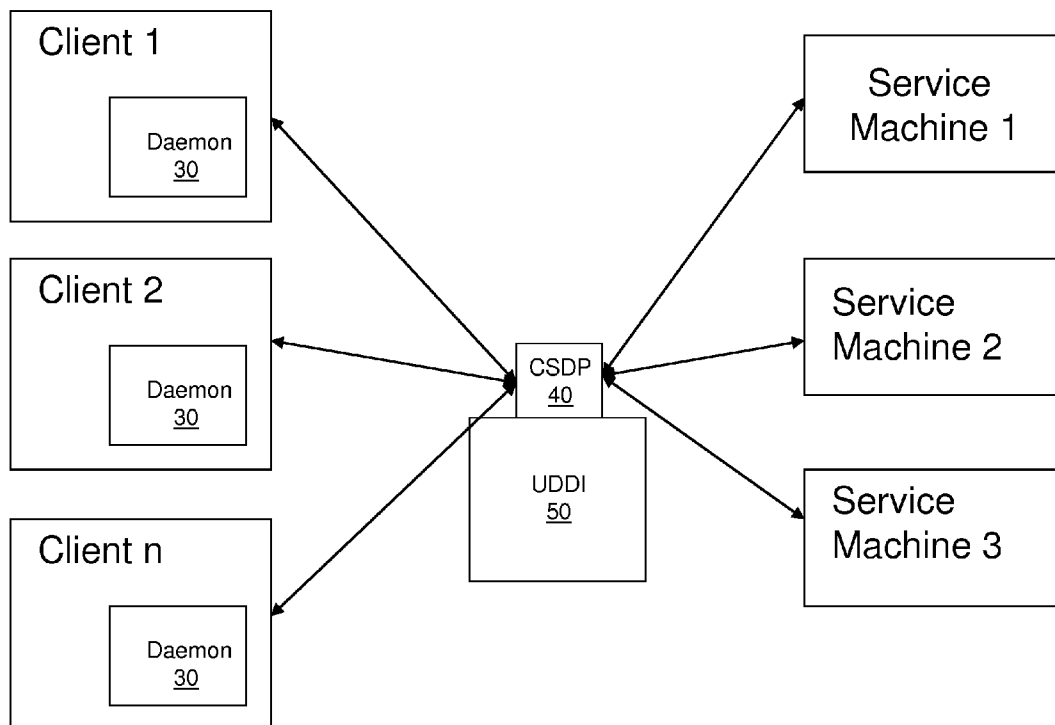 Client 1
Daemon
30
Client 2
Daemon
30
Client n
Daemon
30
CSDP
40
UDDI
50
Service
Machine 1
Service
Machine 2
Service
Machine 3